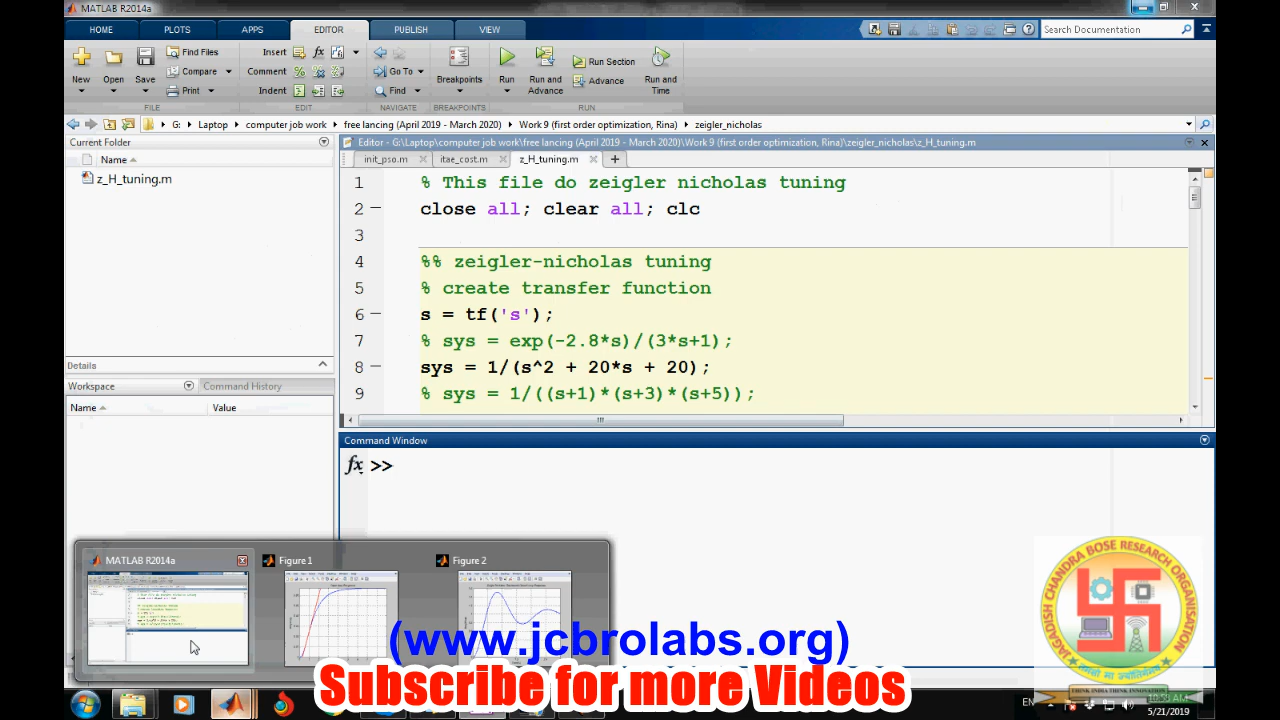 MATLAB R2014a
HOME PLOTS APPS EDITOR PUBLISH VIEW Search Documentation
Find Files Insert fx Run Section
Compare Comment Go To Advance
Print Indent Find
New Open Save Breakpoints Run Run and Advance Run and Time
FILE EDIT NAVIGATE BREAKPOINTS RUN
G: Laptop computer job work free lancing (April 2019 - March 2020) Work 9 (first order optimization, Rina) zeigler_nicholas
Current Folder
Name
z_H_tuning.m
Details
Workspace Command History
Name Value
Editor - G:\Laptop\computer job work\free lancing (April 2019 - March 2020)\Work 9 (first order optimization, Rina)\zeigler_nicholas\z_H_tuning.m
init_pso.m itae_cost.m z_H_tuning.m
1 % This file do zeigler nicholas tuning
2 close all; clear all; clc
3
4 %% zeigler-nicholas tuning
5 % create transfer function
6 s = tf('s');
7 % sys = exp(-2.8*s)/(3*s+1);
8 sys = 1/(s^2 + 20*s + 20);
9 % sys = 1/((s+1)*(s+3)*(s+5));
Command Window
fx >>
MATLAB R2014a Figure 1 Figure 2
(www.jcbrolabs.org)
Subscribe for more Videos
JAGADISH CHANDRA BOSE RESEARCH ORGANISATION
THINK INDIA THINK INNOVATION
EN
5/21/2019